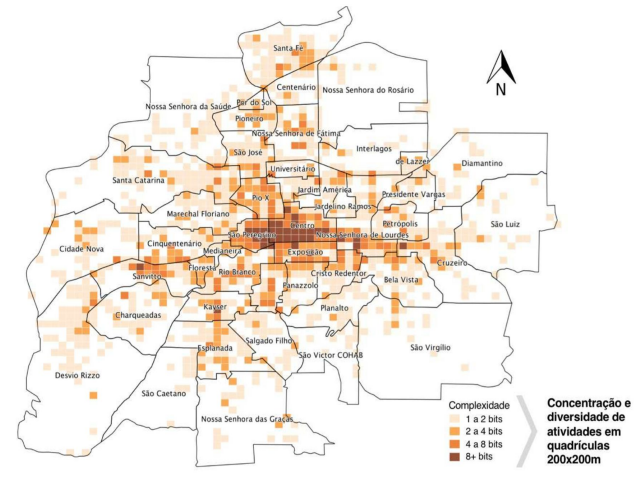 Santa Fé
N
Centenário
Nossa Senhora do Rosário
Nossa Senhora da Saúde
Pôr do Sol
Pioneiro
Nossa Senhora de Fátima
Interlagos
São José
de Lazzer
Diamantino
Universitário
Santa Catarina
Jardim América
Presidente Vargas
Pio X
Jardelino Ramos
Marechal Floriano
Petrópolis
São Luiz
Centro
São Pelegrino
Nossa Senhora de Lourdes
Cinquentenário
Cidade Nova
Medianeira
Exposição
Cruzeiro
Floresta
Rio Branco
Cristo Redentor
Sanvitto
Bela Vista
Panazzolo
Kayser
Planalto
Charqueadas
Salgado Filho
Esplanada
São Victor COHAB
São Virgílio
Desvio Rizzo
São Caetano
Nossa Senhora das Graças
Complexidade
1 a 2 bits
2 a 4 bits
4 a 8 bits
8+ bits
Concentração e
diversidade de
atividades em
quadrículas
200x200m